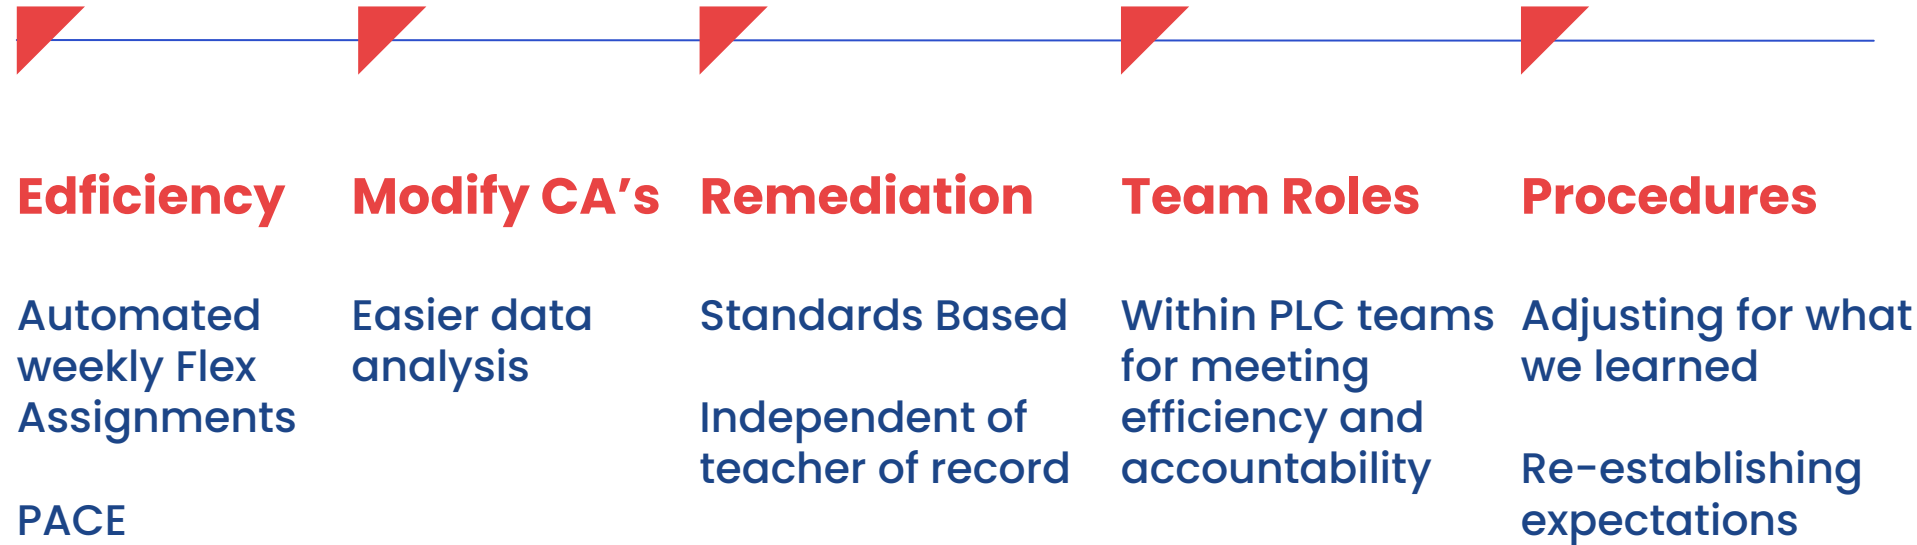 Edficiency
Automated
weekly Flex
Assignments
PACE
Modify CA’s
Easier data
analysis
Remediation
Standards Based
Independent of
teacher of record
Team Roles
Within PLC teams
for meeting
efficiency and
accountability
Procedures
Adjusting for what
we learned
Re-establishing
expectations